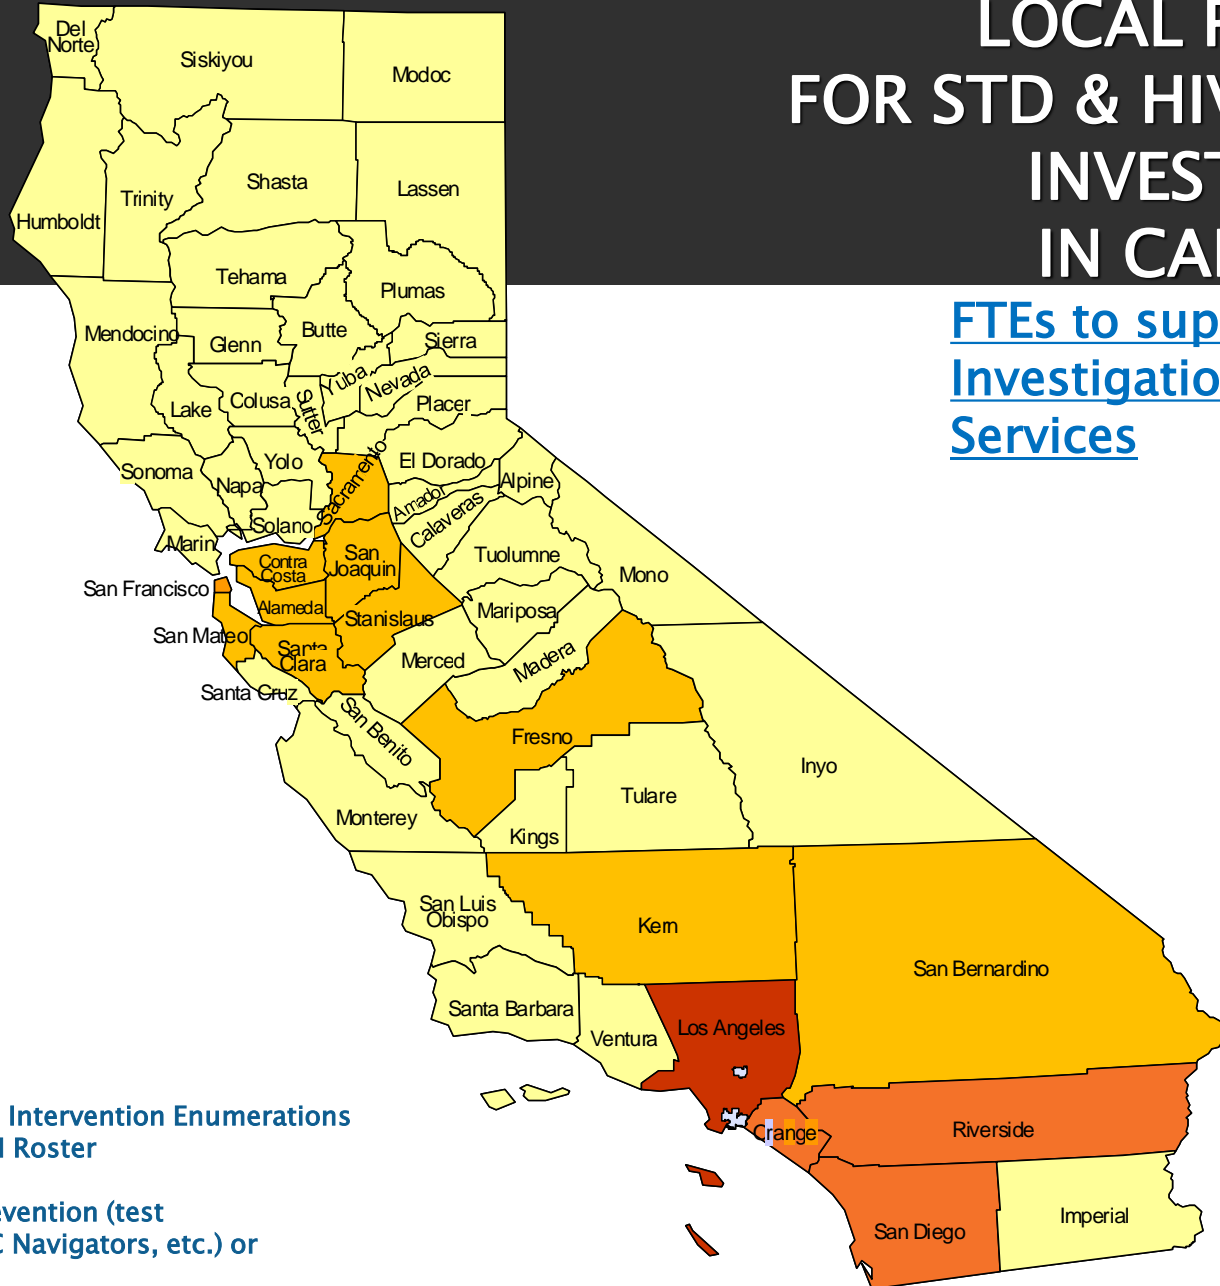 LOCAL
FOR STD & HIV
INVEST
IN CAL
FTEs to sup
Investigatio
Services
Del
Norte
Siskiyou
Modoc
Shasta
Lassen
Trinity
Humboldt
Tehama
Plumas
Mendocino
Glenn
Butte
Sierra
Yuba
Nevada
Lake
Colusa
Sutter
Placer
Sonoma
Napa
Yolo
Sacramento
El Dorado
Alpine
Amador
Solano
Calaveras
Marin
Contra
Costa
San
Joaquin
Tuolumne
Mono
San Francisco
Alameda
Stanislaus
Mariposa
San Mateo
Santa
Clara
Merced
Madera
Santa Cruz
San Benito
Fresno
Inyo
Tulare
Monterey
Kings
San Luis
Obispo
Kern
San Bernardino
Santa Barbara
Ventura
Los Angeles
Orange
Riverside
San Diego
Imperial
Intervention Enumerations
Roster
vention (test
Navigators, etc.) or